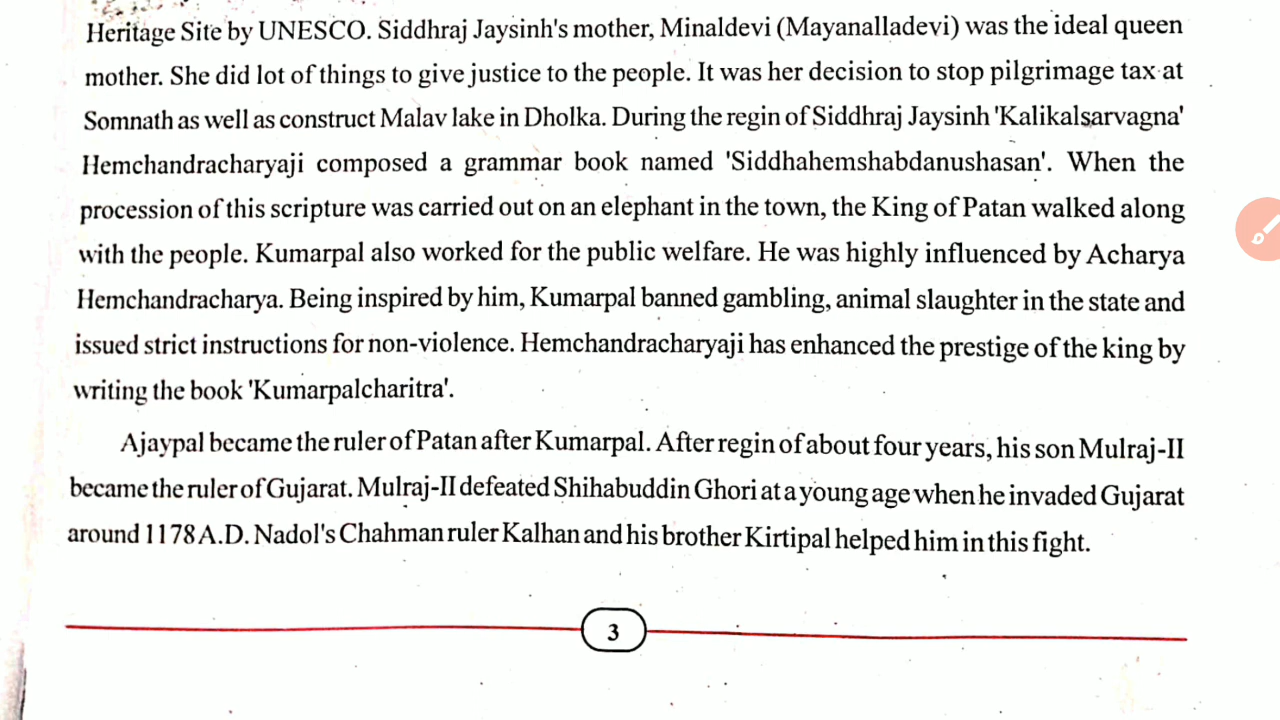 Heritage Site by UNESCO. Siddhraj Jaysinh's mother, Minaldevi (Mayanalladevi) was the ideal queen
mother. She did lot of things to give justice to the people. It was her decision to stop pilgrimage tax at
Somnath as well as construct Malav lake in Dholka. During the regin of Siddhraj Jaysinh 'Kalikalsarvagna'
Hemchandracharyaji composed a grammar book named 'Siddhahemshabdanushasan'. When the
procession of this scripture was carried out on an elephant in the town, the King of Patan walked along
with the people. Kumarpal also worked for the public welfare. He was highly influenced by Acharya
Hemchandracharya. Being inspired by him, Kumarpal banned gambling, animal slaughter in the state and
issued strict instructions for non-violence. Hemchandracharyaji has enhanced the prestige of the king by
writing the book 'Kumarpalcharitra'.
Ajaypal became the ruler of Patan after Kumarpal. After regin of about four years, his son Mulraj-II
became the ruler of Gujarat. Mulraj-II defeated Shihabuddin Ghori at a young age when he invaded Gujarat
around 1178 A.D. Nadol's Chahman ruler Kalhan and his brother Kirtipal helped him in this fight.
3